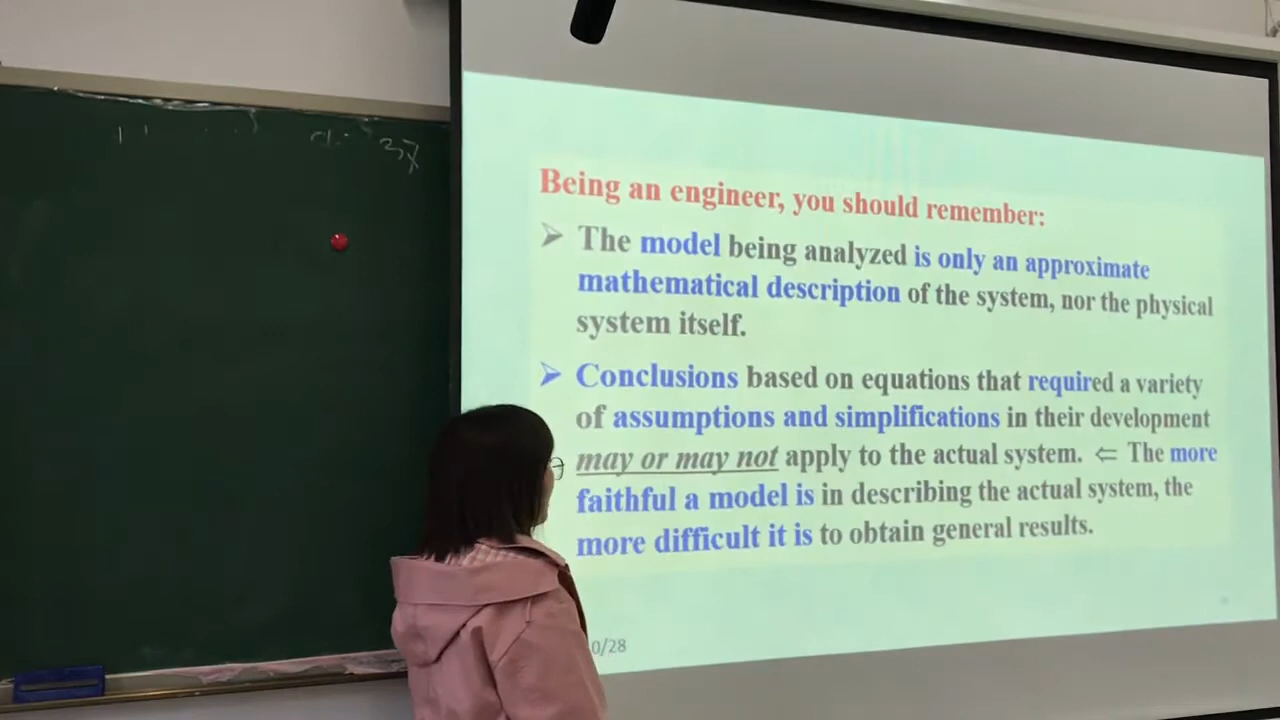 Being an engineer, you should remember:
➢ The model being analyzed is only an approximate
mathematical description of the system, nor the physical
system itself.
➢ Conclusions based on equations that required a variety
of assumptions and simplifications in their development
may or may not apply to the actual system. ⇐ The more
faithful a model is in describing the actual system, the
more difficult it is to obtain general results.
0/28